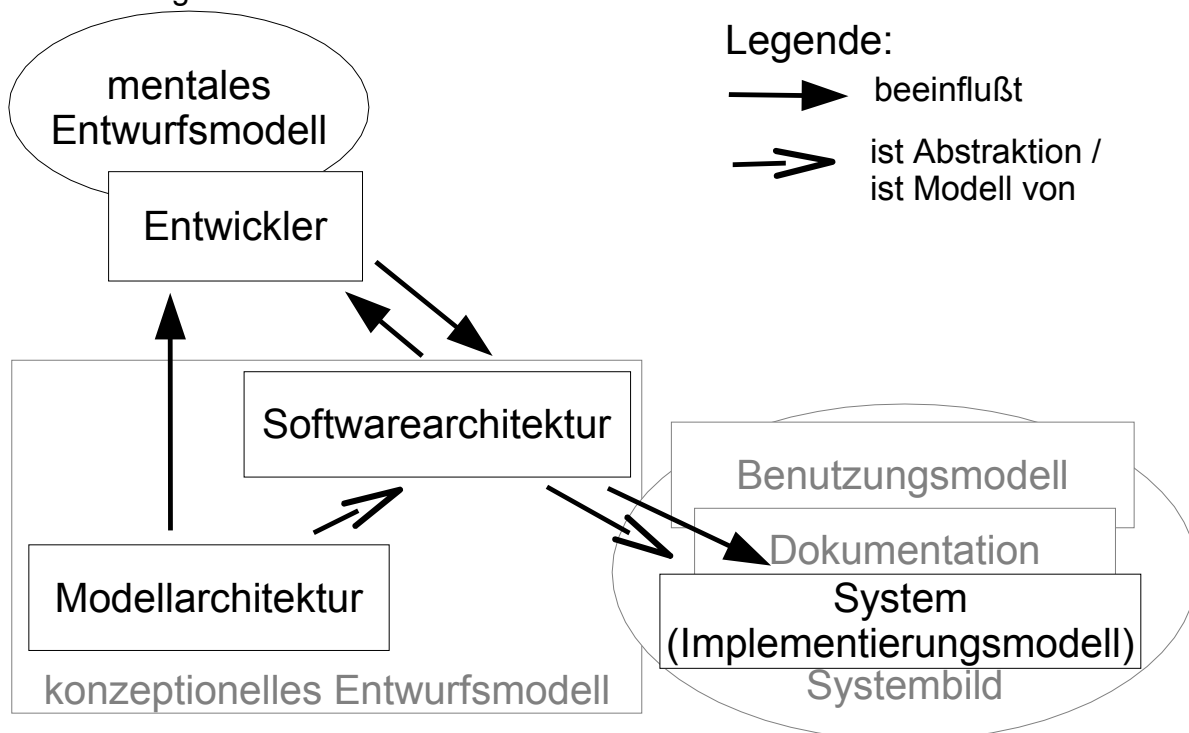 mentales
Entwurfsmodell
Entwickler
Legende:
beeinflußt
ist Abstraktion /
ist Modell von
Softwarearchitektur
Modellarchitektur
konzeptionelles Entwurfsmodell
Benutzungsmodell
Dokumentation
System
(Implementierungsmodell)
Systembild